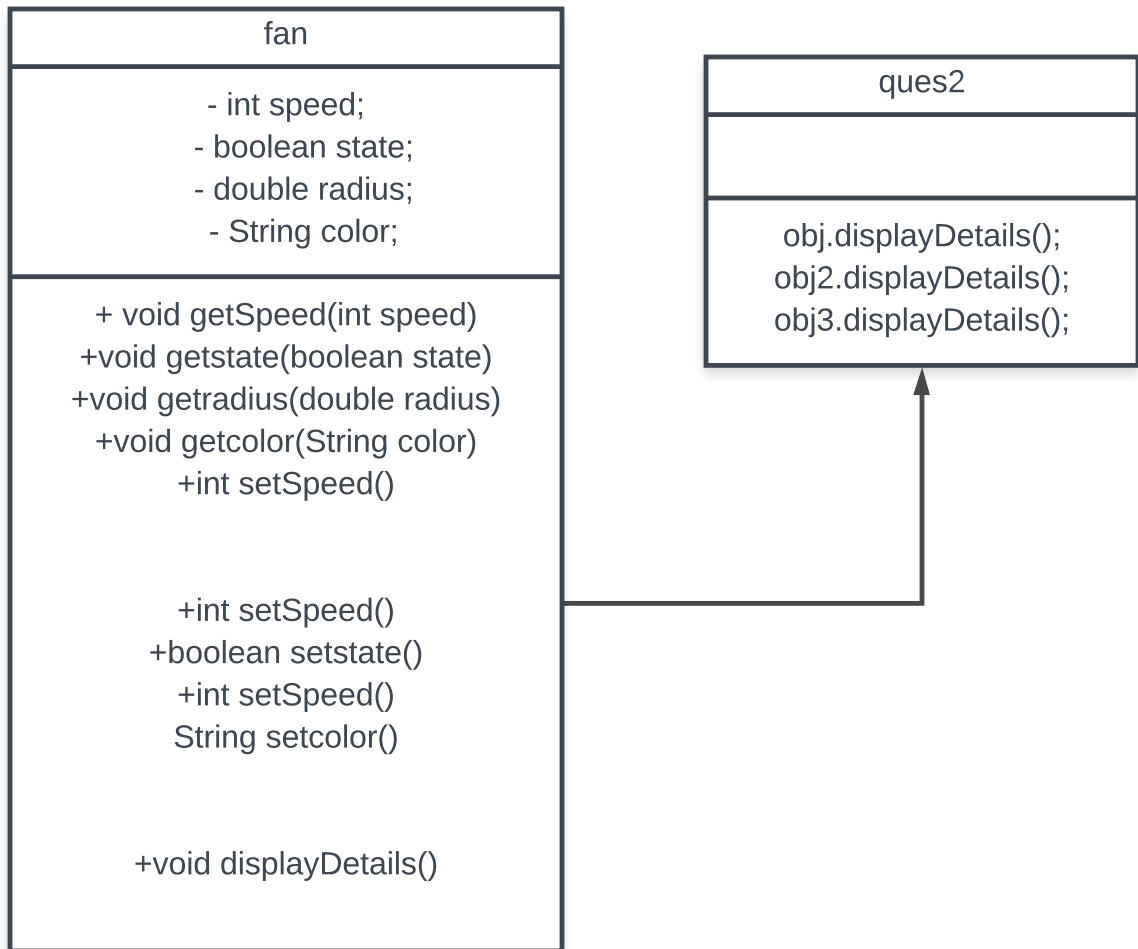 fan
- int speed;
- boolean state;
- double radius;
- String color;
+ void getSpeed(int speed)
+void getstate(boolean state)
+void getradius(double radius)
+void getcolor(String color)
+int setSpeed()
+int setSpeed()
+boolean setstate()
+int setSpeed()
String setcolor()
+void displayDetails()
ques2
obj.displayDetails();
obj2.displayDetails();
obj3.displayDetails();